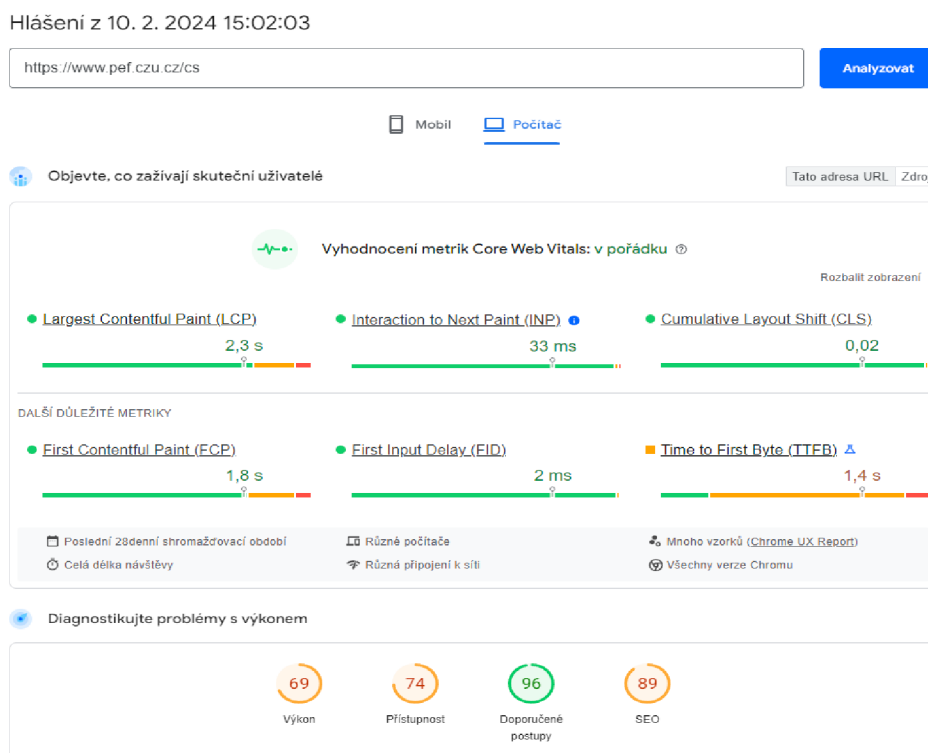 Hlášení z 10. 2. 2024 15:02:03
https://www.pef.czu.cz/cs
Analyzovat
Mobil
Počítač
Objevte, co zažívají skuteční uživatelé
Tato adresa URL
Zdroj
Vyhodnocení metrik Core Web Vitals: v pořádku
Rozbalit zobrazení
Largest Contentful Paint (LCP)
2,3 s
Interaction to Next Paint (INP)
33 ms
Cumulative Layout Shift (CLS)
0,02
DALŠÍ DŮLEŽITÉ METRIKY
First Contentful Paint (FCP)
1,8 s
First Input Delay (FID)
2 ms
Time to First Byte (TTFB)
1,4 s
Poslední 28denní shromažďovací období
Různé počítače
Mnoho vzorků (Chrome UX Report)
Celá délka návštěvy
Různá připojení k síti
Všechny verze Chromu
Diagnostikujte problémy s výkonem
69
Výkon
74
Přístupnost
96
Doporučené
postupy
89
SEO